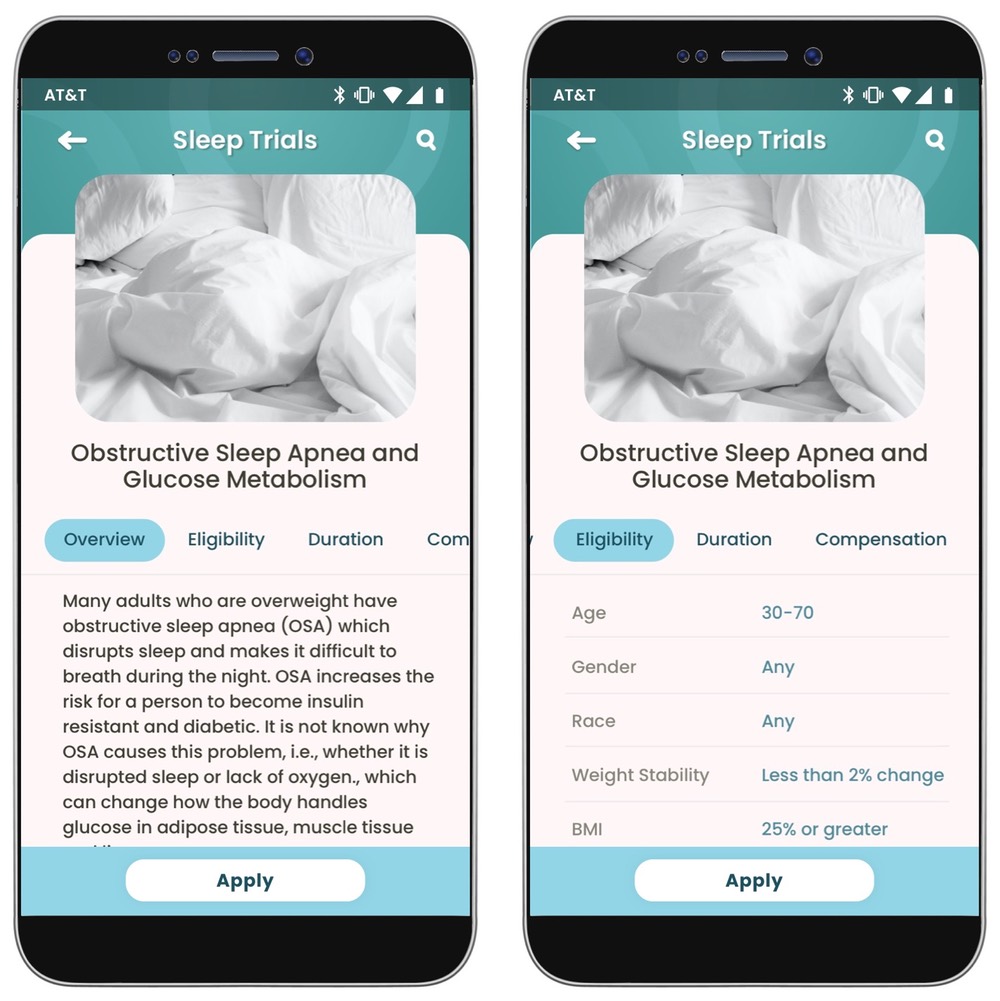 AT&T
Sleep Trials
Obstructive Sleep Apnea and
Glucose Metabolism
Overview Eligibility Duration Com
Many adults who are overweight have
obstructive sleep apnea (OSA) which
disrupts sleep and makes it difficult to
breath during the night. OSA increases the
risk for a person to become insulin
resistant and diabetic. It is not known why
OSA causes this problem, i.e., whether it is
disrupted sleep or lack of oxygen., which
can change how the body handles
glucose in adipose tissue, muscle tissue
Apply
AT&T
Sleep Trials
Obstructive Sleep Apnea and
Glucose Metabolism
Eligibility Duration Compensation
Age 30-70
Gender Any
Race Any
Weight Stability Less than 2% change
BMI 25% or greater
Apply